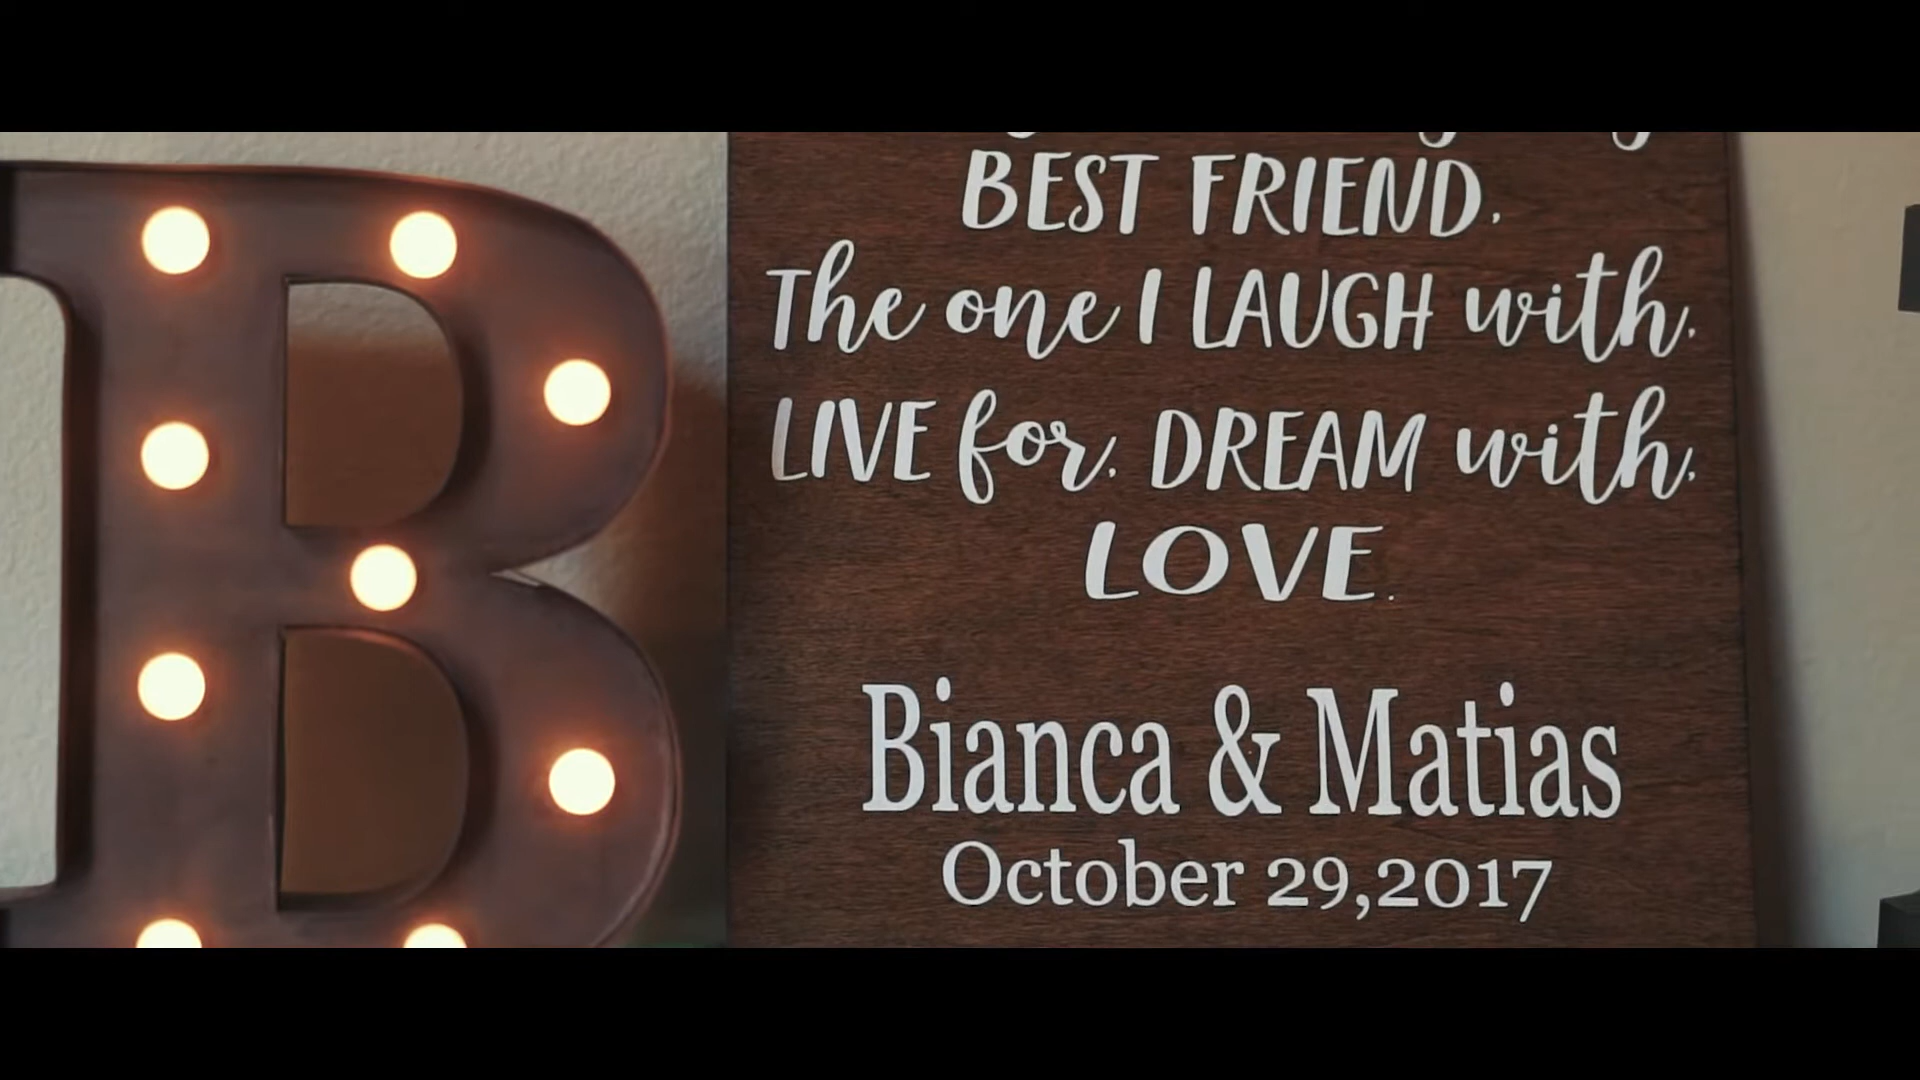 B
BEST FRIEND.
The one I LAUGH with.
LIVE for. DREAM with.
LOVE.
Bianca & Matias
October 29,2017